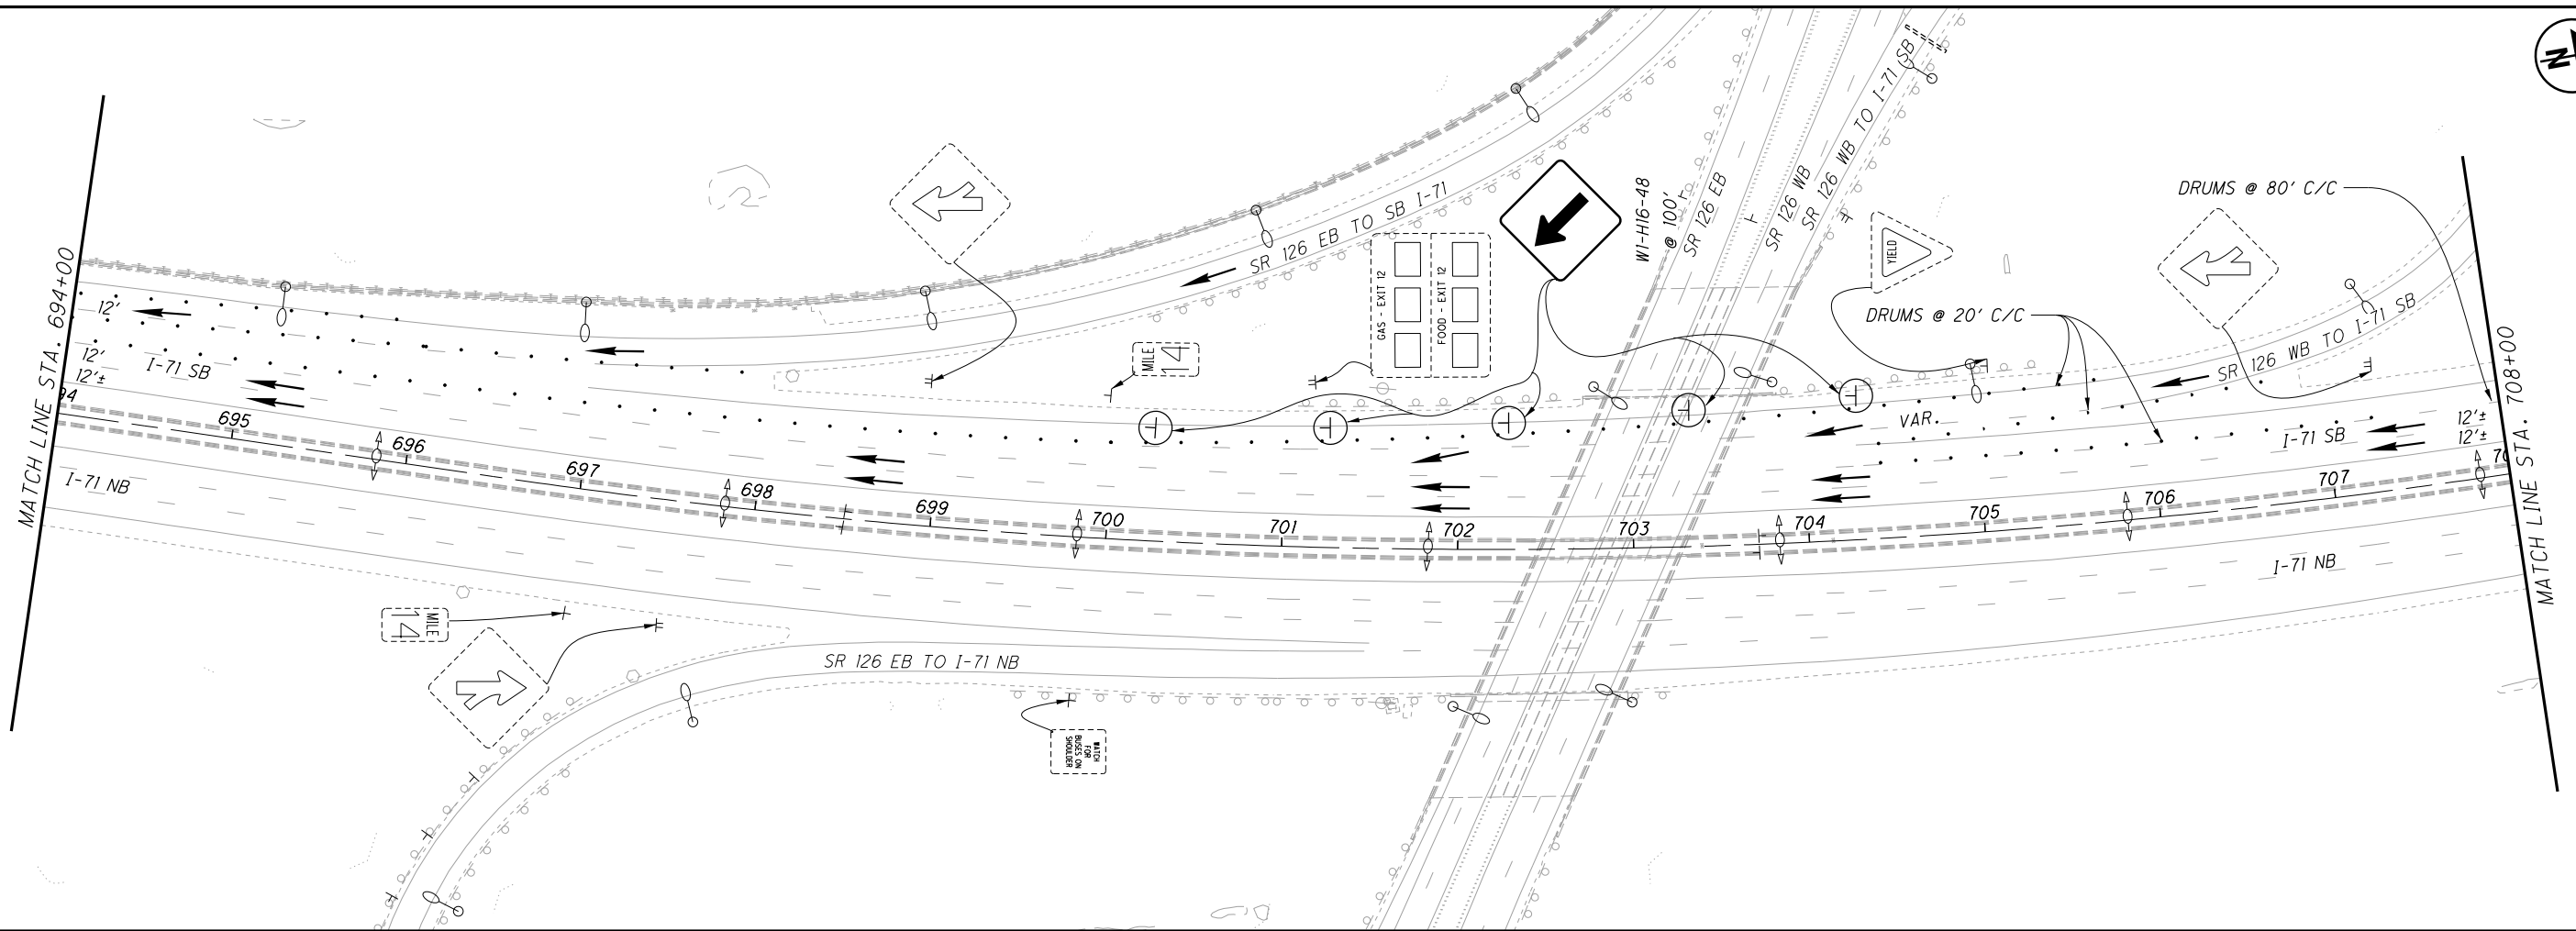 N
MATCH LINE STA. 694+00
12'
12'
12'±
I-71 SB
I-71 NB
94
695
696
697
698
699
700
701
702
703
704
705
706
707
70
MILE
14
SR 126 EB TO SB I-71
GAS - EXIT 12
FOOD - EXIT 12
W1-H16-48
@ 100'
SR 126 EB
SR 126 WB
SR 126 WB TO I-71 SB
YIELD
DRUMS @ 80' C/C
DRUMS @ 20' C/C
SR 126 WB TO I-71 SB
VAR.
I-71 SB
12'±
12'±
I-71 NB
MATCH LINE STA. 708+00
MILE
14
SR 126 EB TO I-71 NB
WATCH
FOR
BUSES ON
SHOULDER